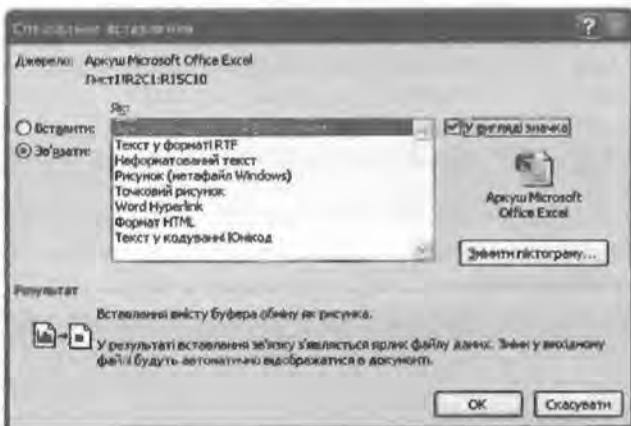 Спеціальне вставлення
Джерело: Аркуш Microsoft Office Excel
Лист1!R2C1:R15C10
Як:
Вставити:
Зв'язати:
Текст у форматі RTF
Неформатований текст
Рисунок (метафайл Windows)
Точковий рисунок
Word Hyperlink
Формат HTML
Текст у кодуванні Юнікод
У вигляді значка
Аркуш Microsoft
Office Excel
Змінити піктограму...
Результат
Вставлення вмісту буфера обміну як рисунка.
У результаті вставлення зв'язку з'являється ярлик файлу даних. Зміни у вихідному
файлі будуть автоматично відображатися в документі.
ОК
Скасувати